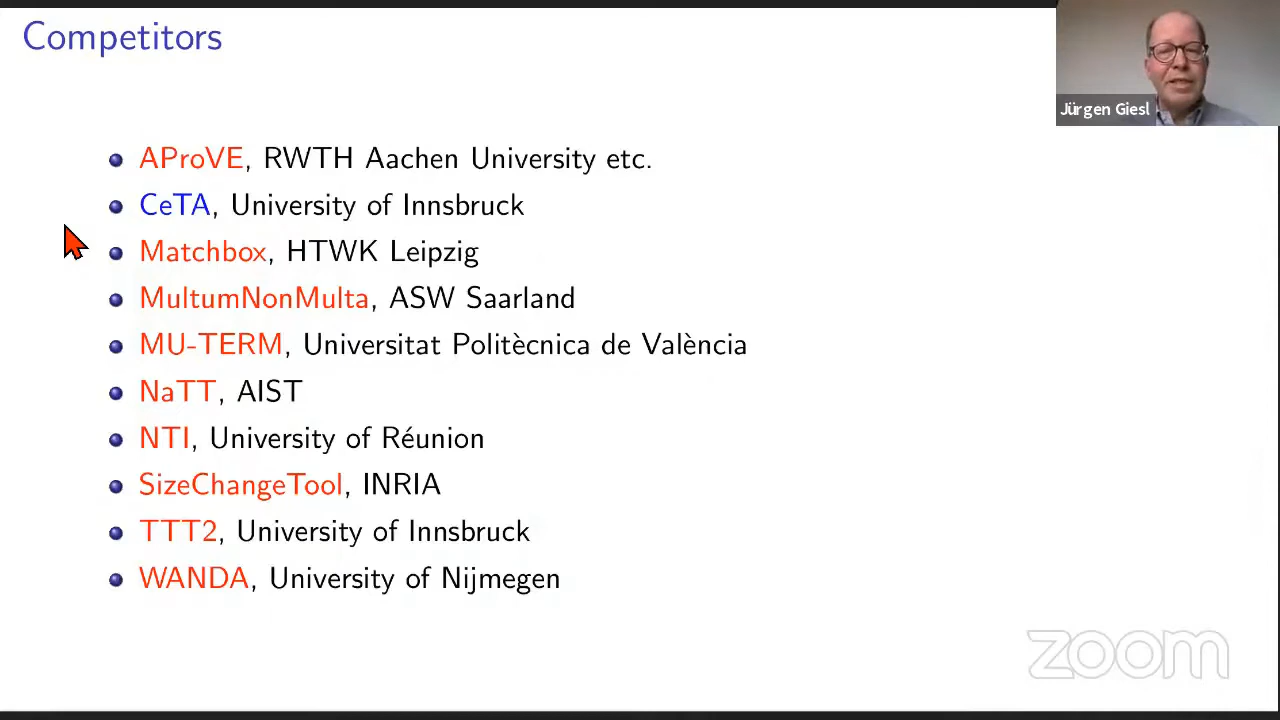 Competitors
Jürgen Giesl
AProVE, RWTH Aachen University etc.
CeTA, University of Innsbruck
Matchbox, HTWK Leipzig
MultumNonMulta, ASW Saarland
MU-TERM, Universitat Politècnica de València
NaTT, AIST
NTI, University of Réunion
SizeChangeTool, INRIA
TTT2, University of Innsbruck
WANDA, University of Nijmegen
zoom